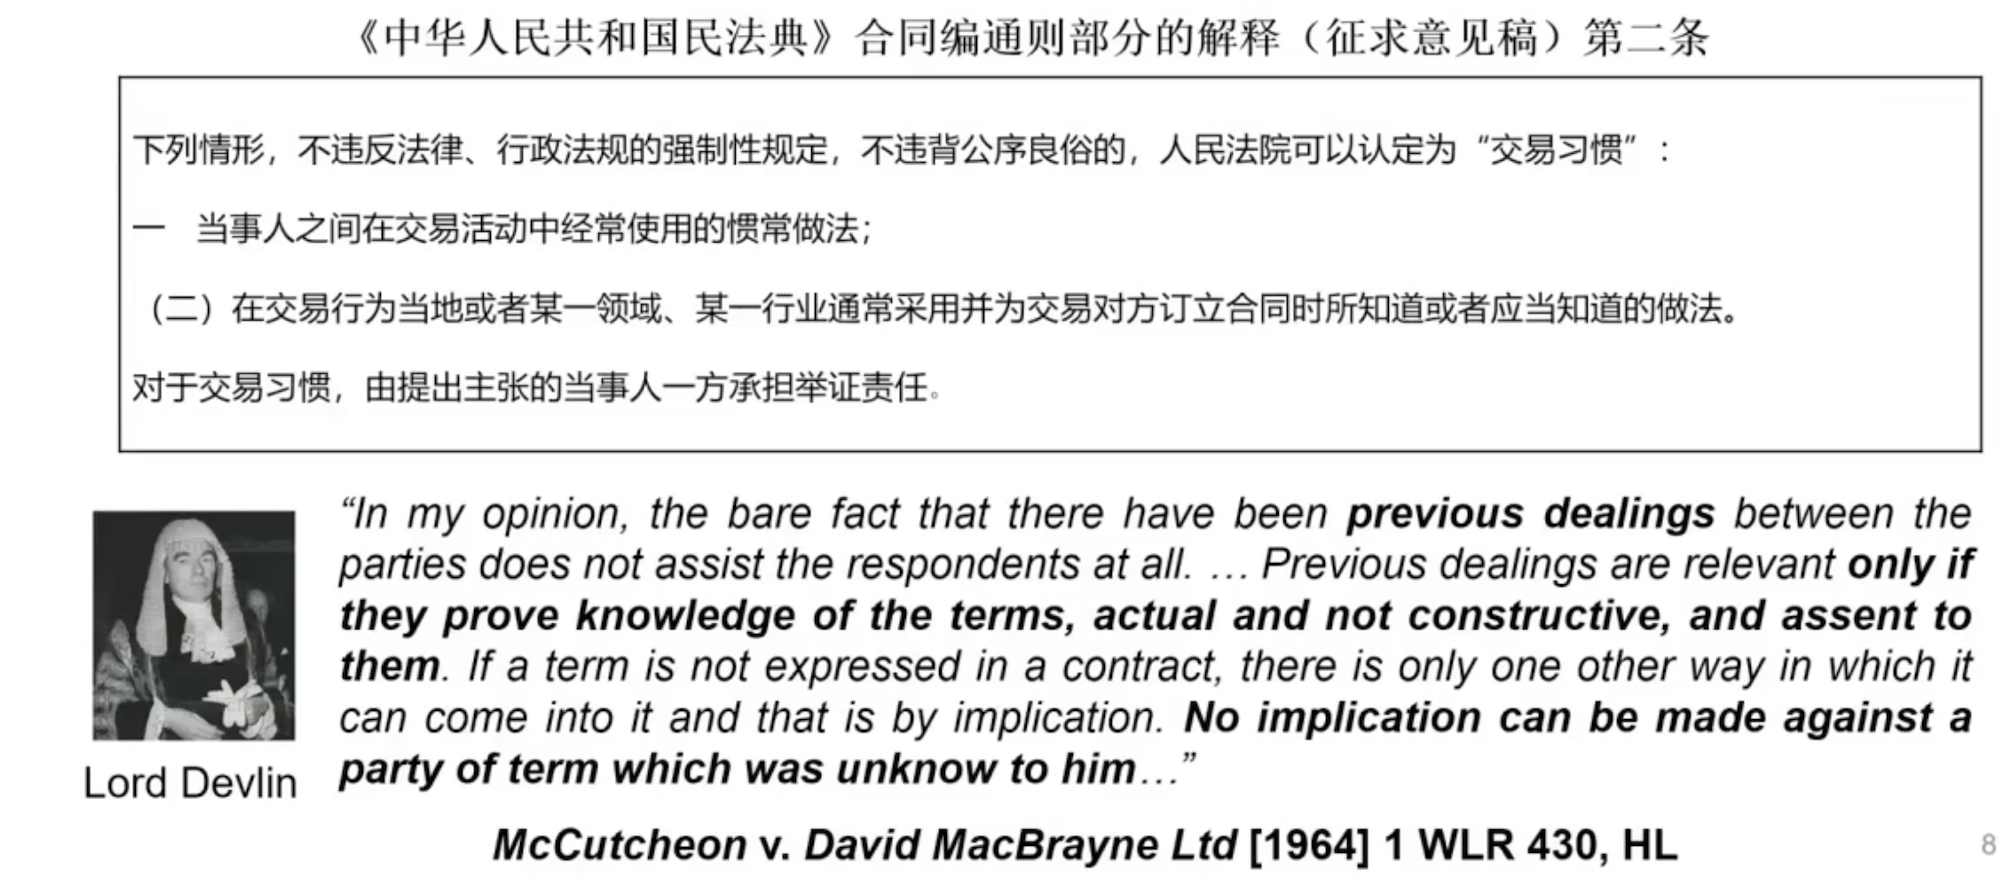 《中华人民共和国民法典》合同编通则部分的解释（征求意见稿）第二条
下列情形，不违反法律、行政法规的强制性规定，不违背公序良俗的，人民法院可以认定为“交易习惯”：
一　当事人之间在交易活动中经常使用的惯常做法；
（二）在交易行为当地或者某一领域、某一行业通常采用并为交易对方订立合同时所知道或者应当知道的做法。
对于交易习惯，由提出主张的当事人一方承担举证责任。
“In my opinion, the bare fact that there have been previous dealings between the
parties does not assist the respondents at all. … Previous dealings are relevant only if
they prove knowledge of the terms, actual and not constructive, and assent to
them. If a term is not expressed in a contract, there is only one other way in which it
can come into it and that is by implication. No implication can be made against a
party of term which was unknow to him…”
Lord Devlin
McCutcheon v. David MacBrayne Ltd [1964] 1 WLR 430, HL
8